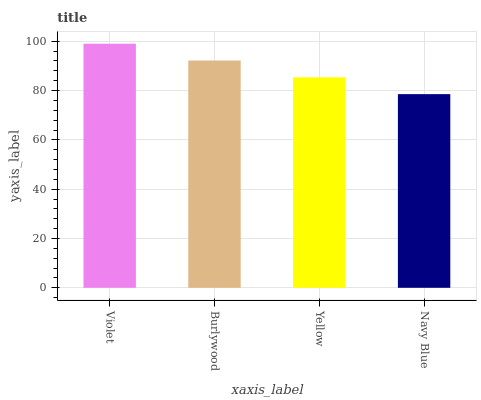 title
100
80
60
40
20
0
yaxis_label
Violet
Burlywood
Yellow
Navy Blue
xaxis_label